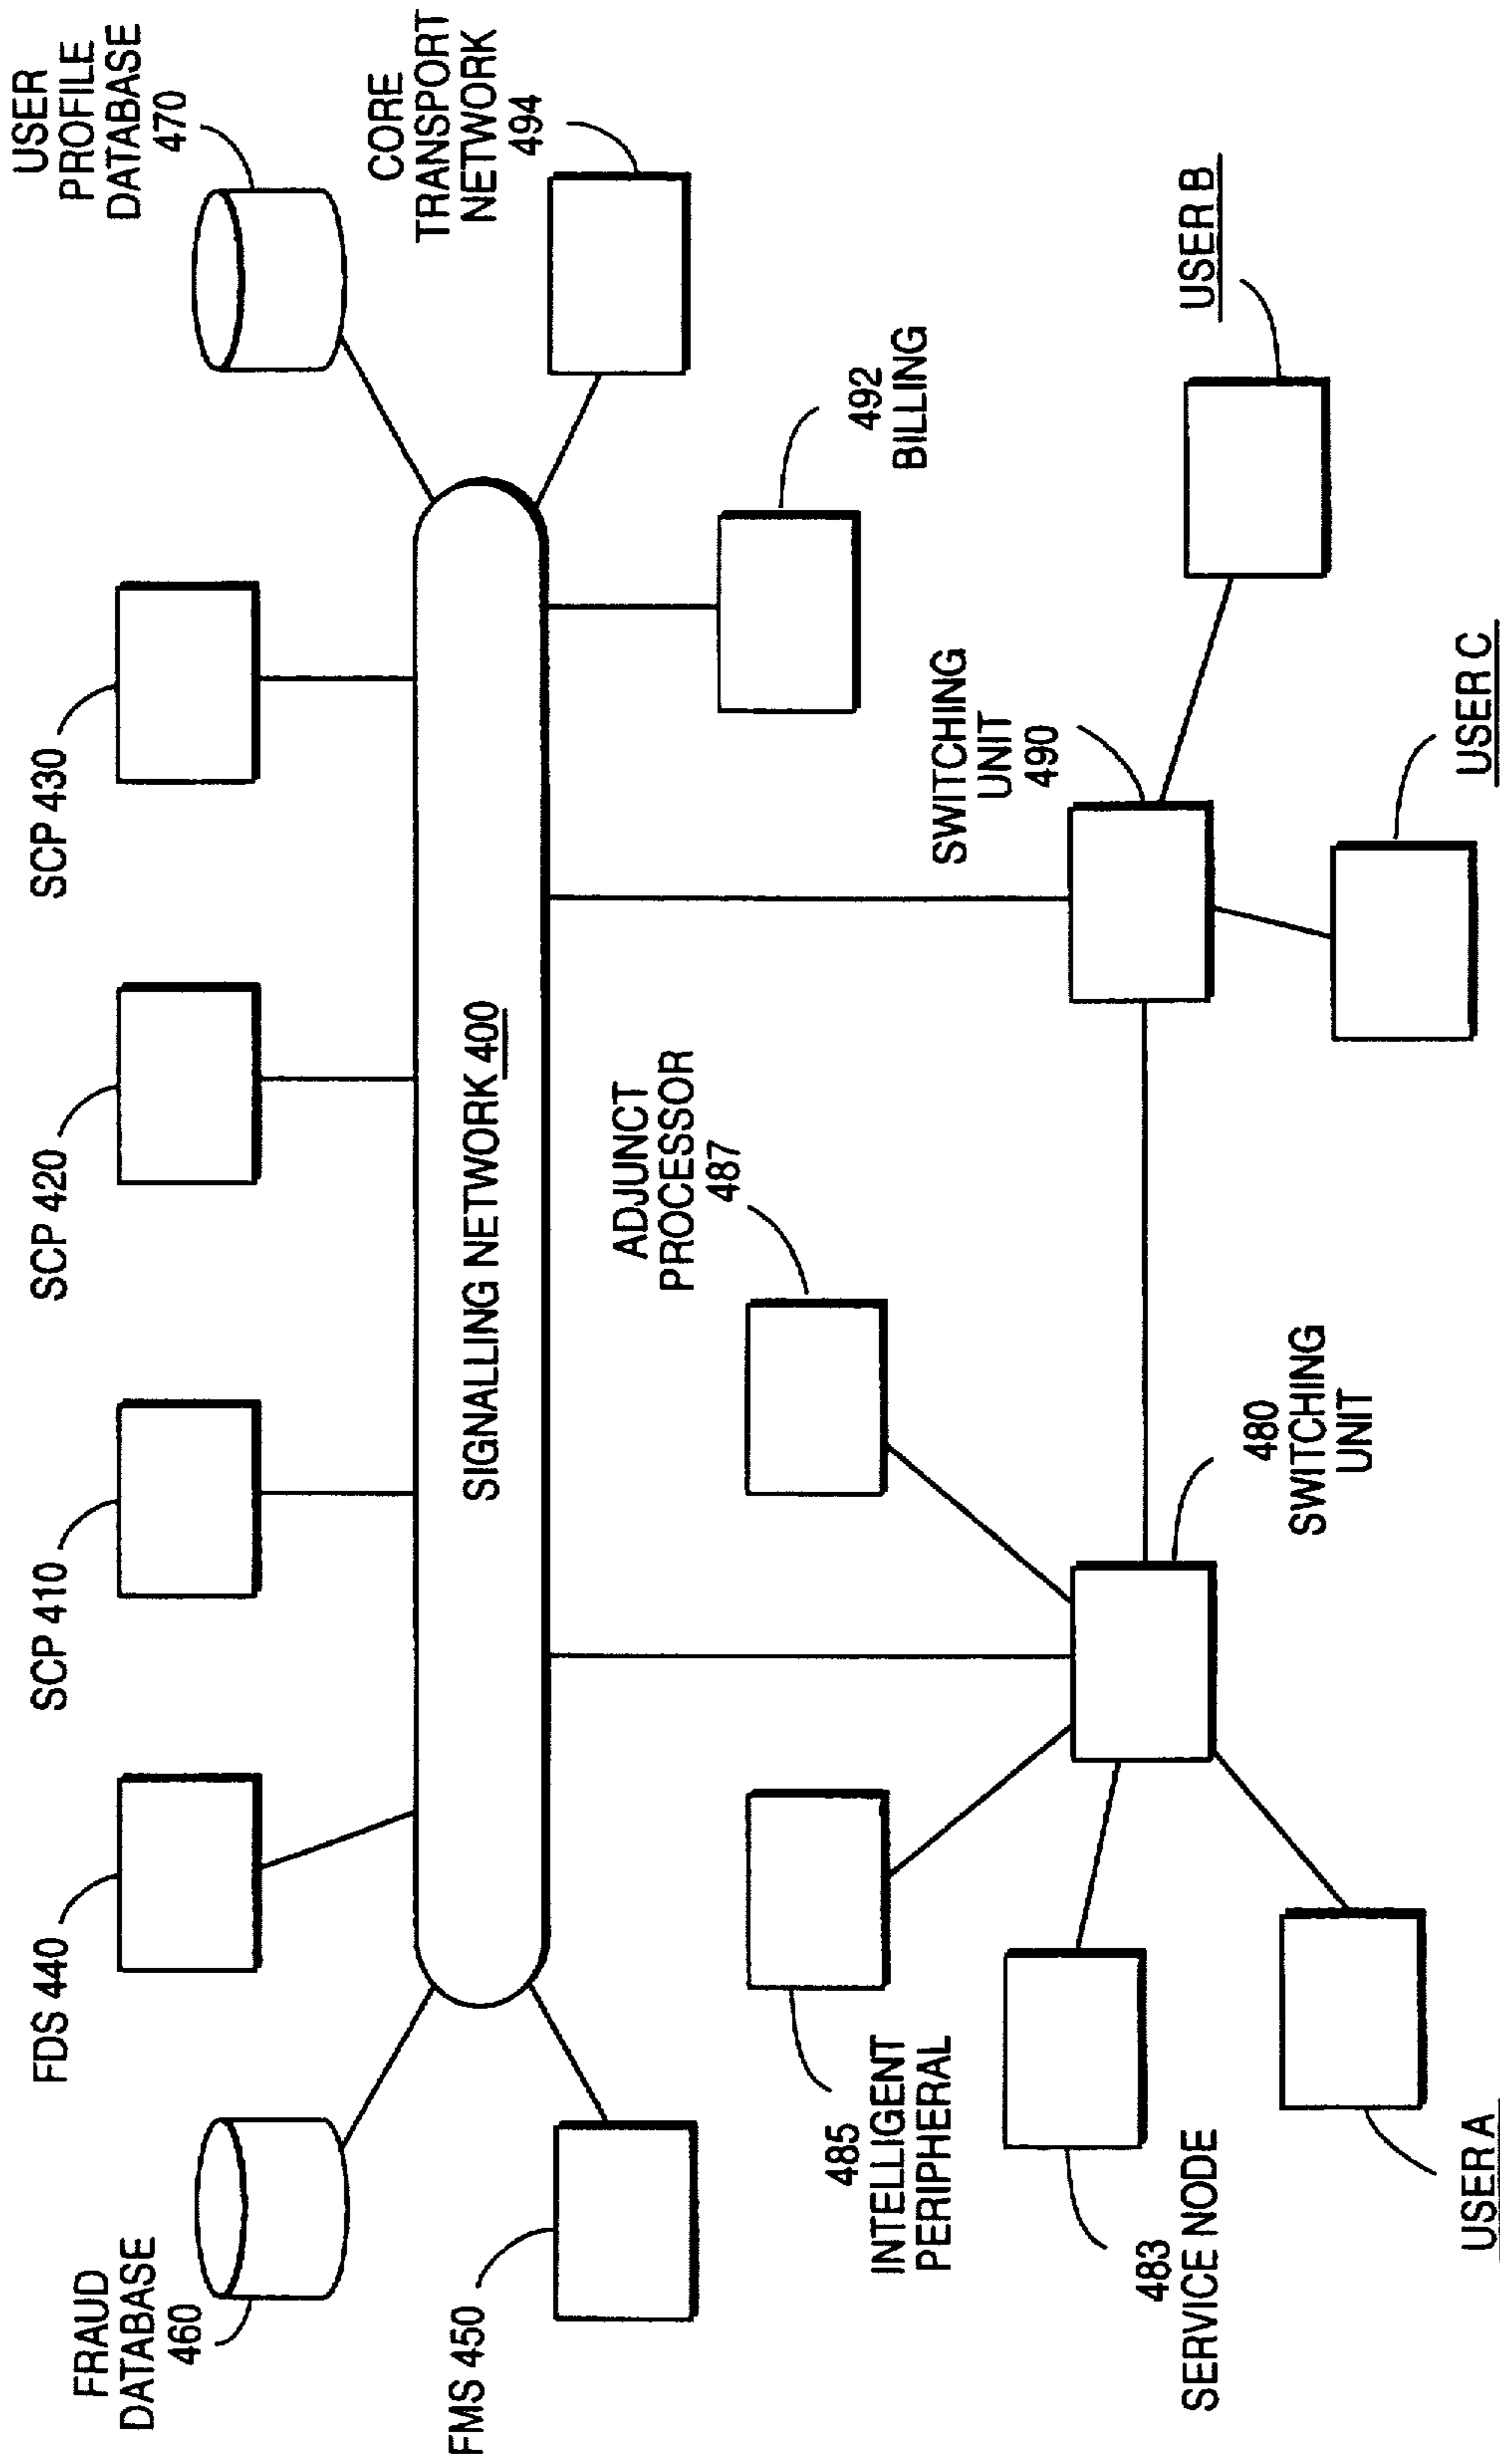 FRAUD
DATABASE
460
FDS 440
SCP 410
SCP 420
SCP 430
USER
PROFILE
DATABASE
470
FMS 450
SIGNALLING NETWORK 400
CORE
TRANSPORT
NETWORK
494
ADJUNCT
PROCESSOR
487
492
BILLING
485
INTELLIGENT
PERIPHERAL
SWITCHING
UNIT
490
483
SERVICE NODE
480
SWITCHING
UNIT
USER B
USER A
USER C